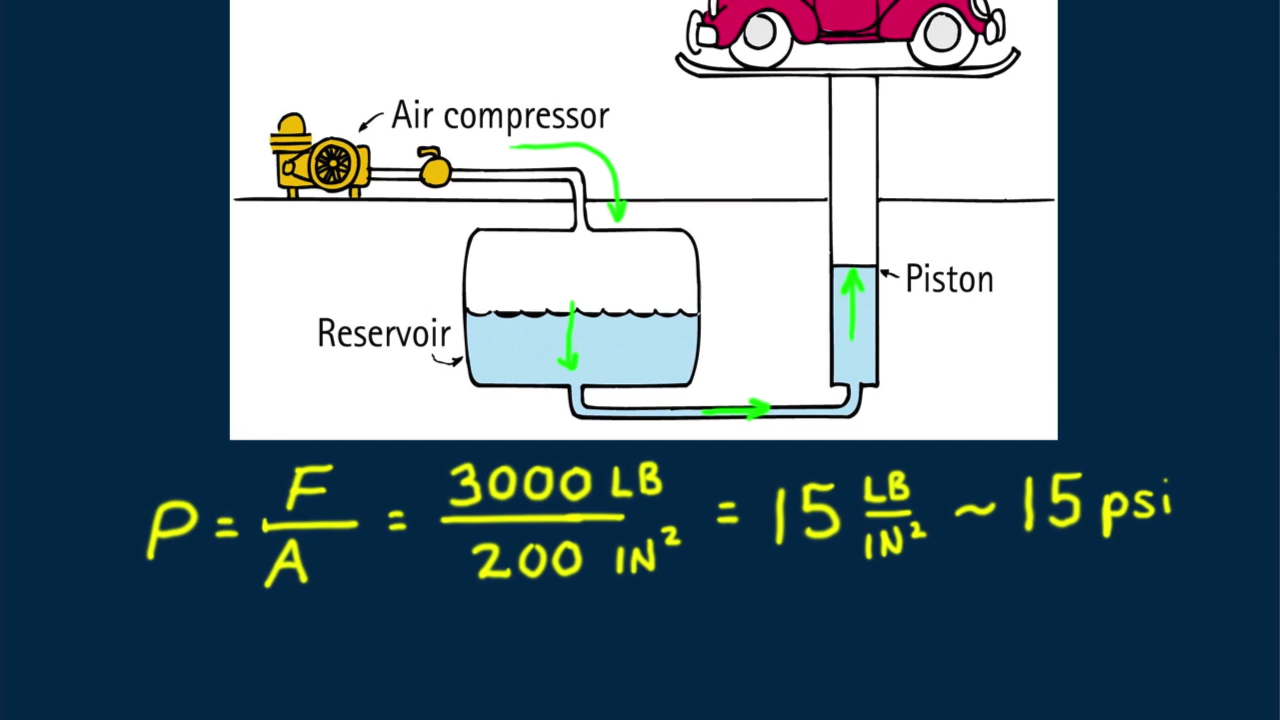 Air compressor
Piston
Reservoir
P = F/A = 3000 LB/200 IN² = 15 LB/IN² ~ 15 psi